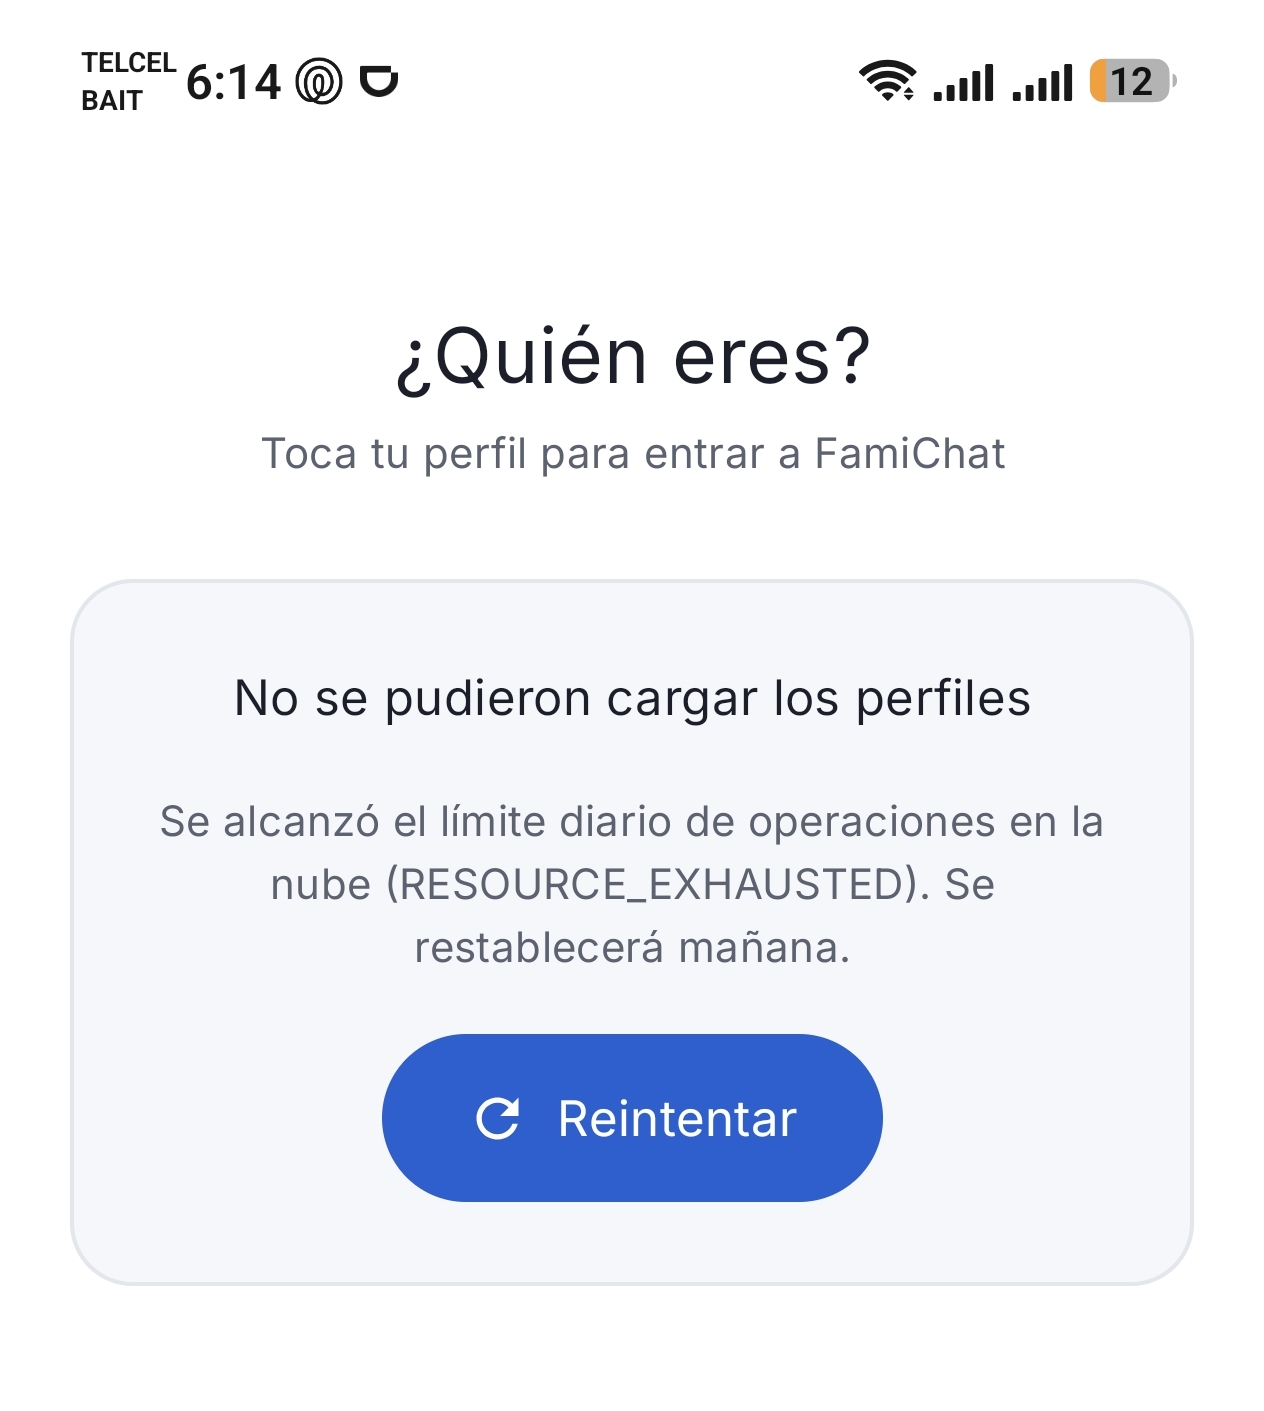 TELCEL
BAIT
6:14
12
¿Quién eres?
Toca tu perfil para entrar a FamiChat
No se pudieron cargar los perfiles
Se alcanzó el límite diario de operaciones en la
nube (RESOURCE_EXHAUSTED). Se
restablecerá mañana.
Reintentar